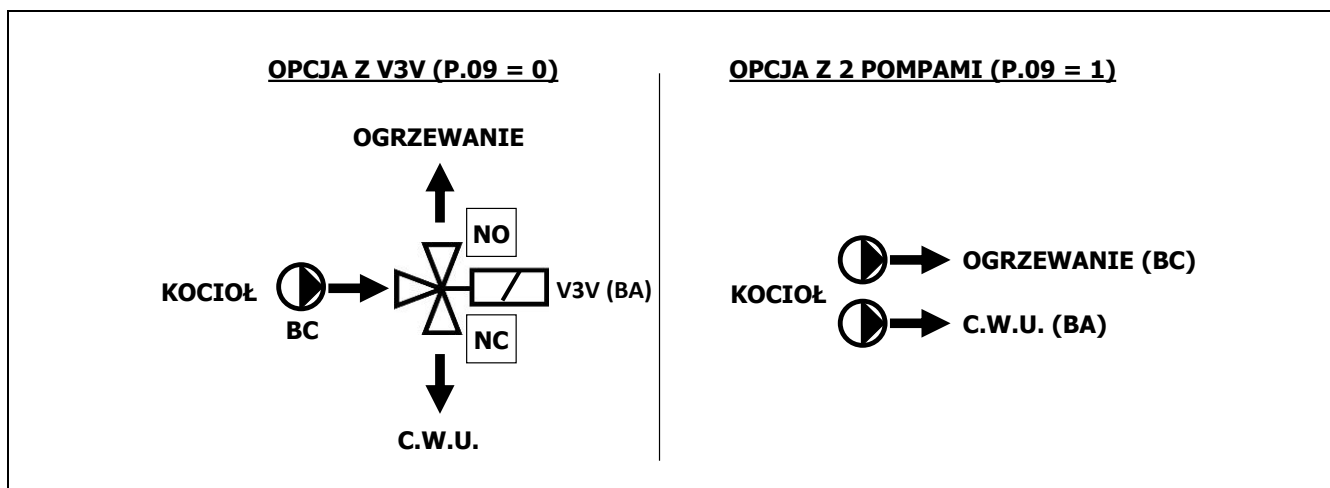 OPCJA Z V3V (P.09 = 0)
OGRZEWANIE
NO
KOCIOŁ
V3V (BA)
BC
NC
C.W.U.
OPCJA Z 2 POMPAMI (P.09 = 1)
OGRZEWANIE (BC)
KOCIOŁ
C.W.U. (BA)